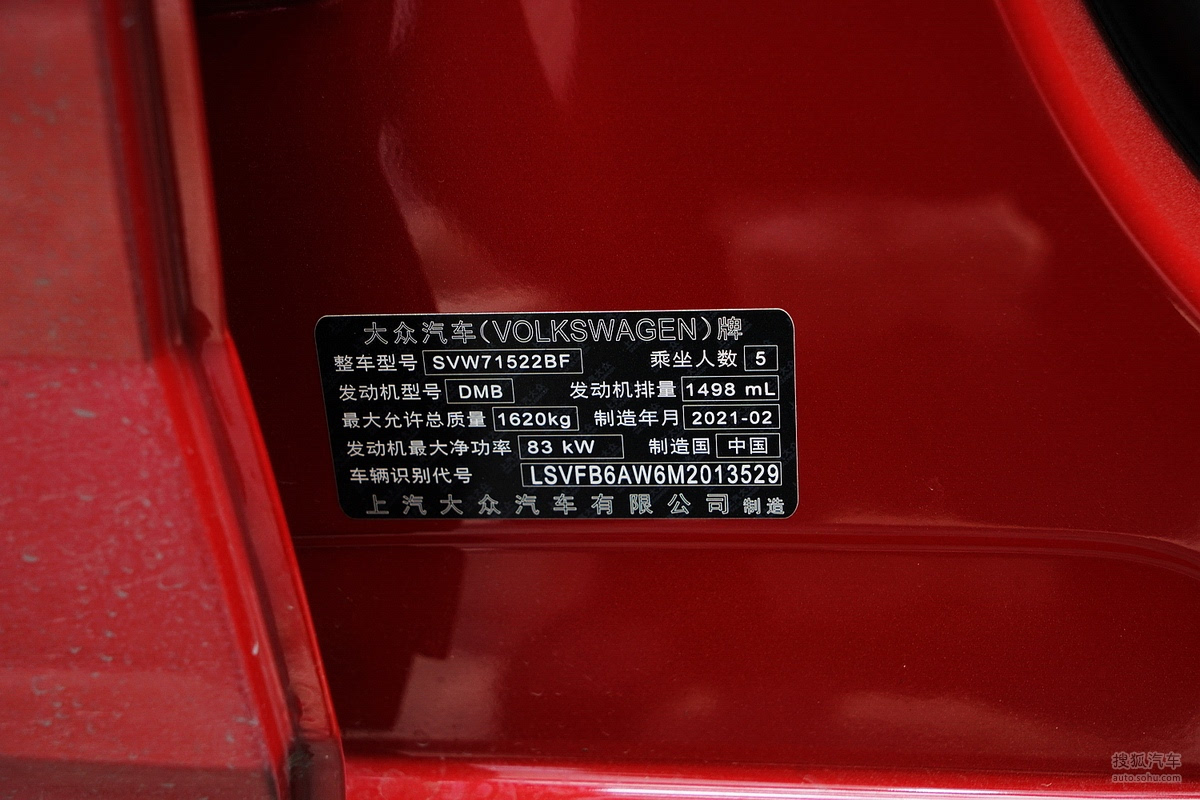 大众汽车(VOLKSWAGEN)牌
整车型号 SVW71522BF 乘坐人数 5
发动机型号 DMB 发动机排量 1498 mL
最大允许总质量 1620kg 制造年月 2021-02
发动机最大净功率 83 kW 制造国 中国
车辆识别代号 LSVFB6AW6M2013529
上汽大众汽车有限公司 制造
搜狐汽车
auto.sohu.com